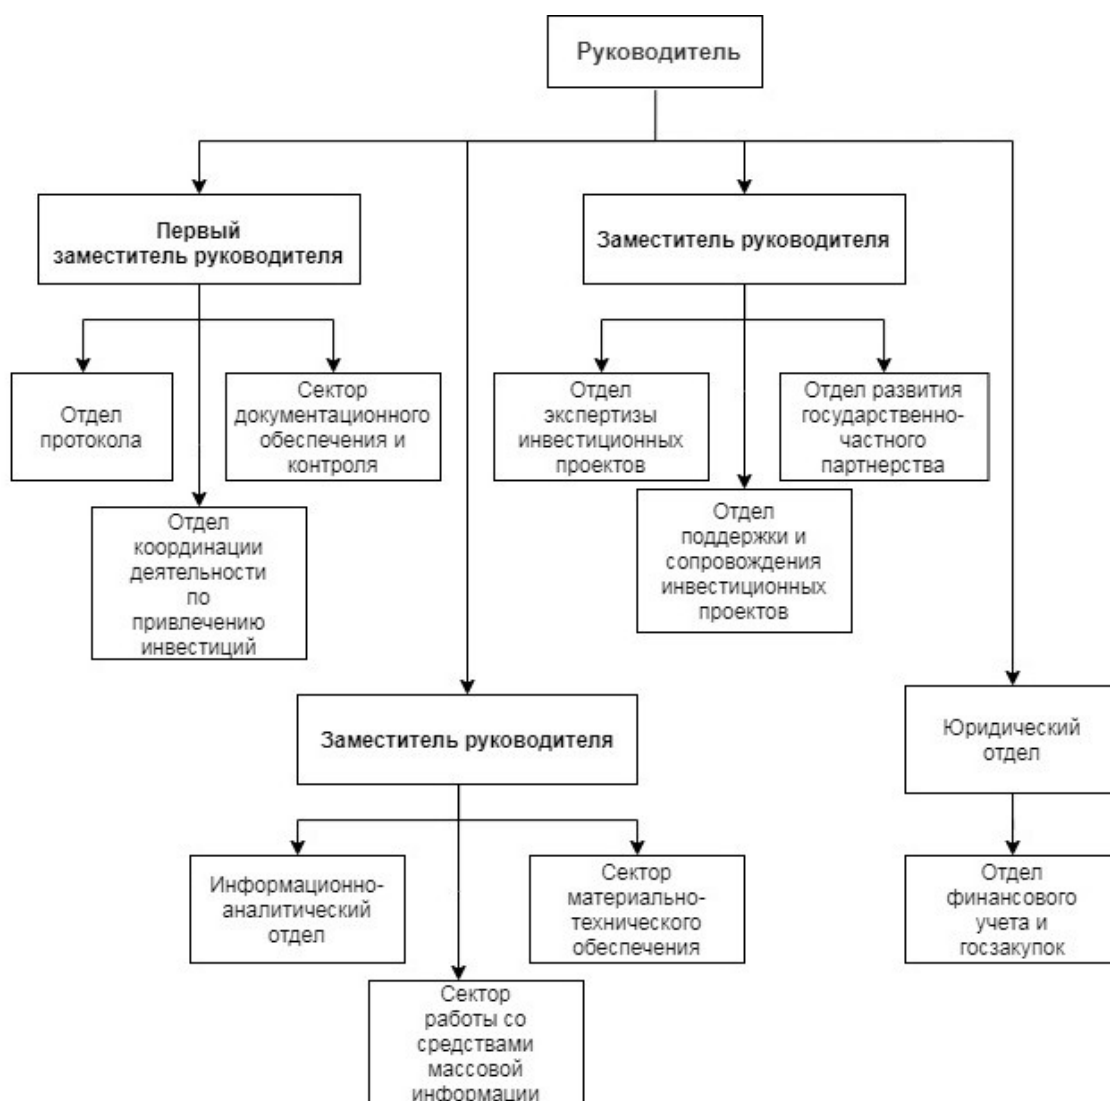 Руководитель
Первый
заместитель руководителя
Заместитель руководителя
Отдел
протокола
Сектор
документационного
обеспечения и
контроля
Отдел
экспертизы
инвестиционных
проектов
Отдел развития
государственно-
частного
партнерства
Отдел
координации
деятельности
по
привлечению
инвестиций
Отдел
поддержки и
сопровождения
инвестиционных
проектов
Заместитель руководителя
Юридический
отдел
Информационно-
аналитический
отдел
Сектор
материально-
технического
обеспечения
Отдел
финансового
учета и
госзакупок
Сектор
работы со
средствами
массовой
информации